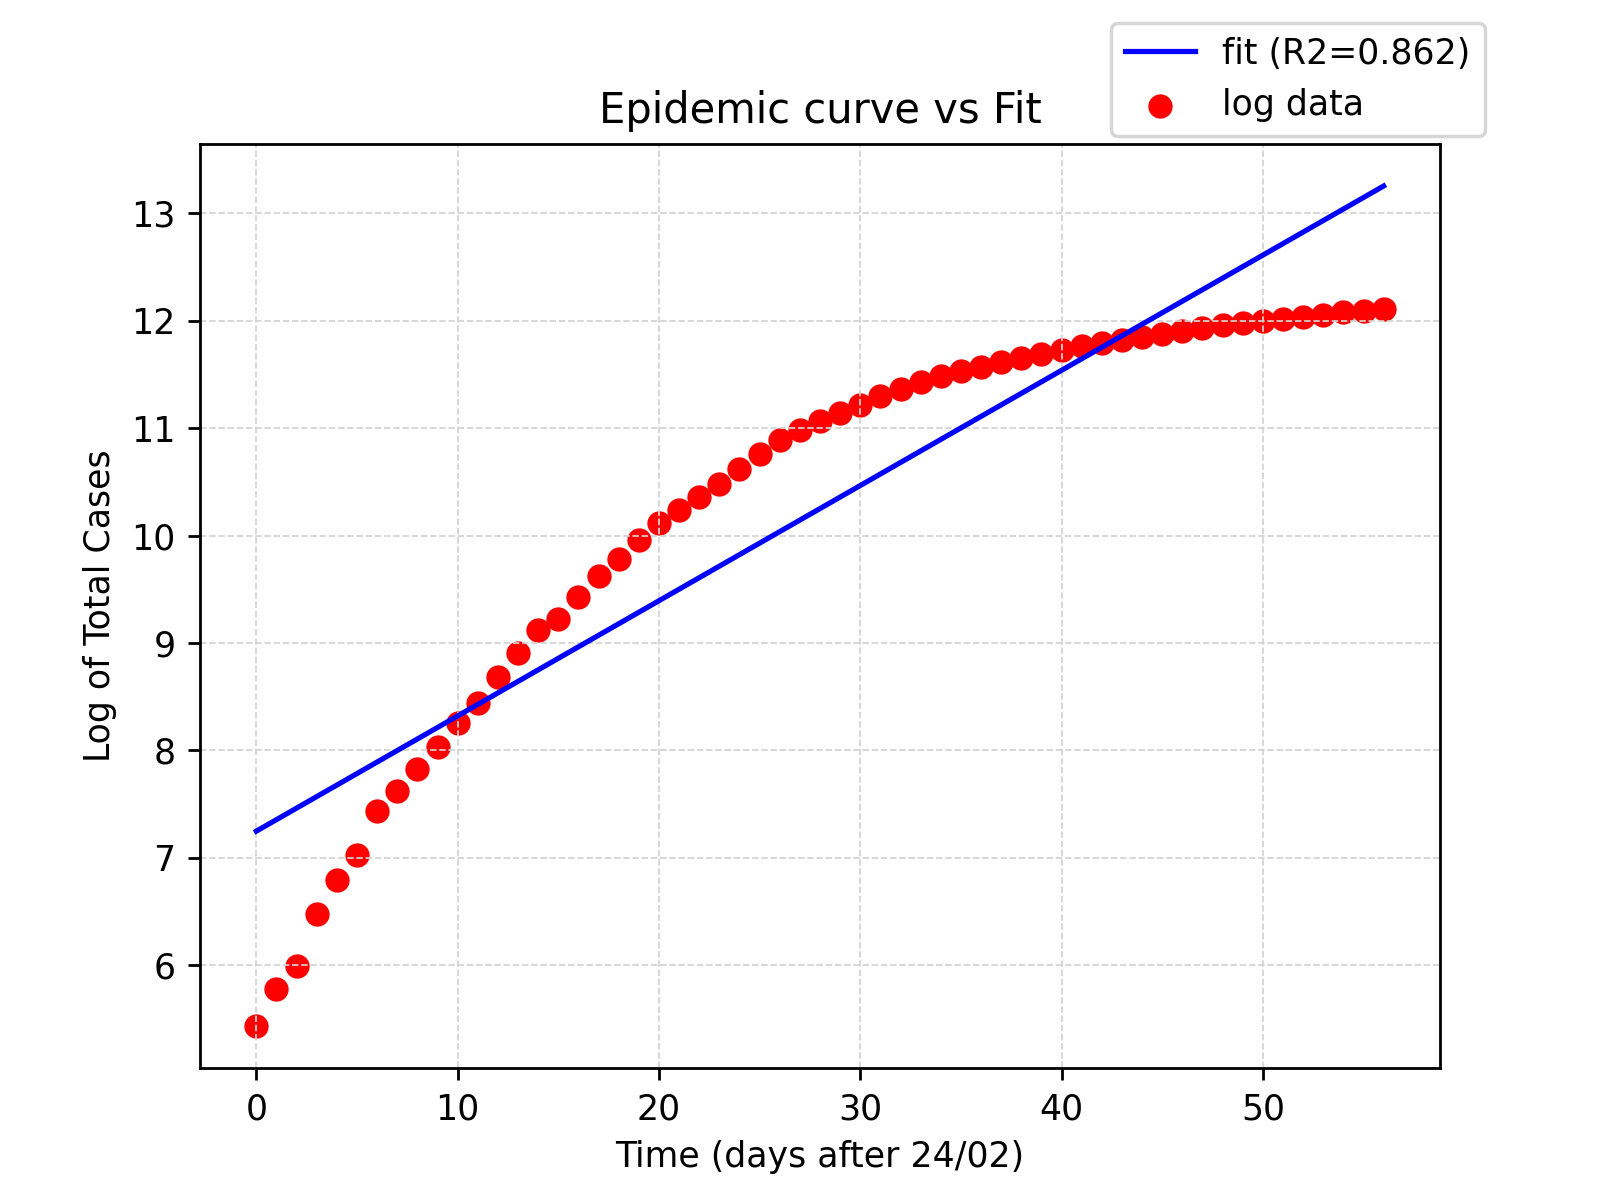 fit (R2=0.862)
log data
Epidemic curve vs Fit
13
12
11
10
9
8
7
6
Log of Total Cases
0 10 20 30 40 50
Time (days after 24/02)